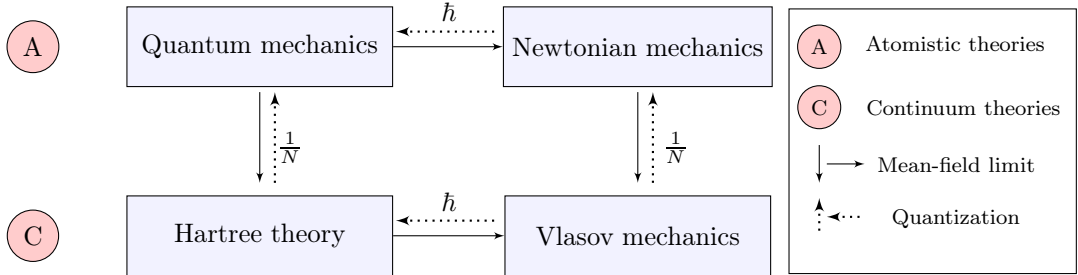 ħ
A Quantum mechanics Newtonian mechanics
1/N 1/N
ħ
C Hartree theory Vlasov mechanics
A Atomistic theories
C Continuum theories
Mean-field limit
Quantization